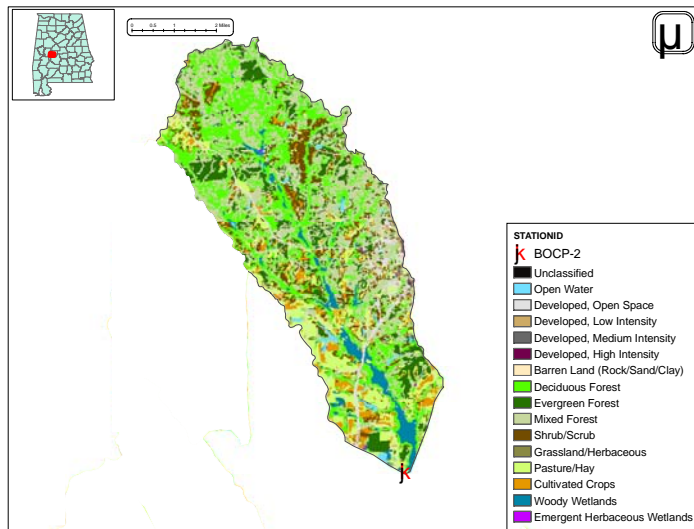 0 0.5 1 2 Miles
µ
STATIONID
jk BOCP-2
Unclassified
Open Water
Developed, Open Space
Developed, Low Intensity
Developed, Medium Intensity
Developed, High Intensity
Barren Land (Rock/Sand/Clay)
Deciduous Forest
Evergreen Forest
Mixed Forest
Shrub/Scrub
Grassland/Herbaceous
Pasture/Hay
Cultivated Crops
Woody Wetlands
Emergent Herbaceous Wetlands
jk